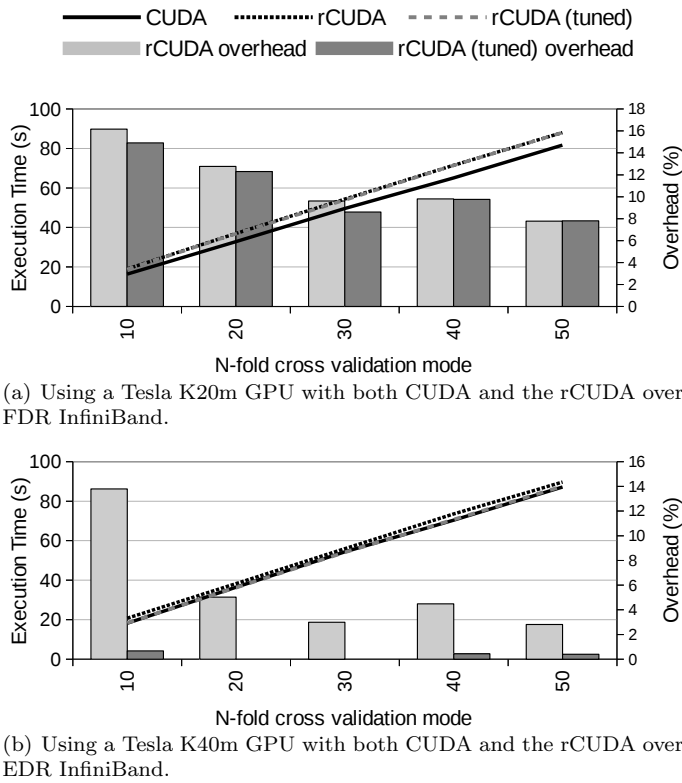 CUDA rCUDA rCUDA (tuned)
rCUDA overhead rCUDA (tuned) overhead
Execution Time (s)
100
80
60
40
20
0
18
16
14
12
10
8
6
4
2
0
Overhead (%)
10 20 30 40 50
N-fold cross validation mode
(a) Using a Tesla K20m GPU with both CUDA and the rCUDA over
FDR InfiniBand.
Execution Time (s)
100
80
60
40
20
0
16
14
12
10
8
6
4
2
0
Overhead (%)
10 20 30 40 50
N-fold cross validation mode
(b) Using a Tesla K40m GPU with both CUDA and the rCUDA over
EDR InfiniBand.